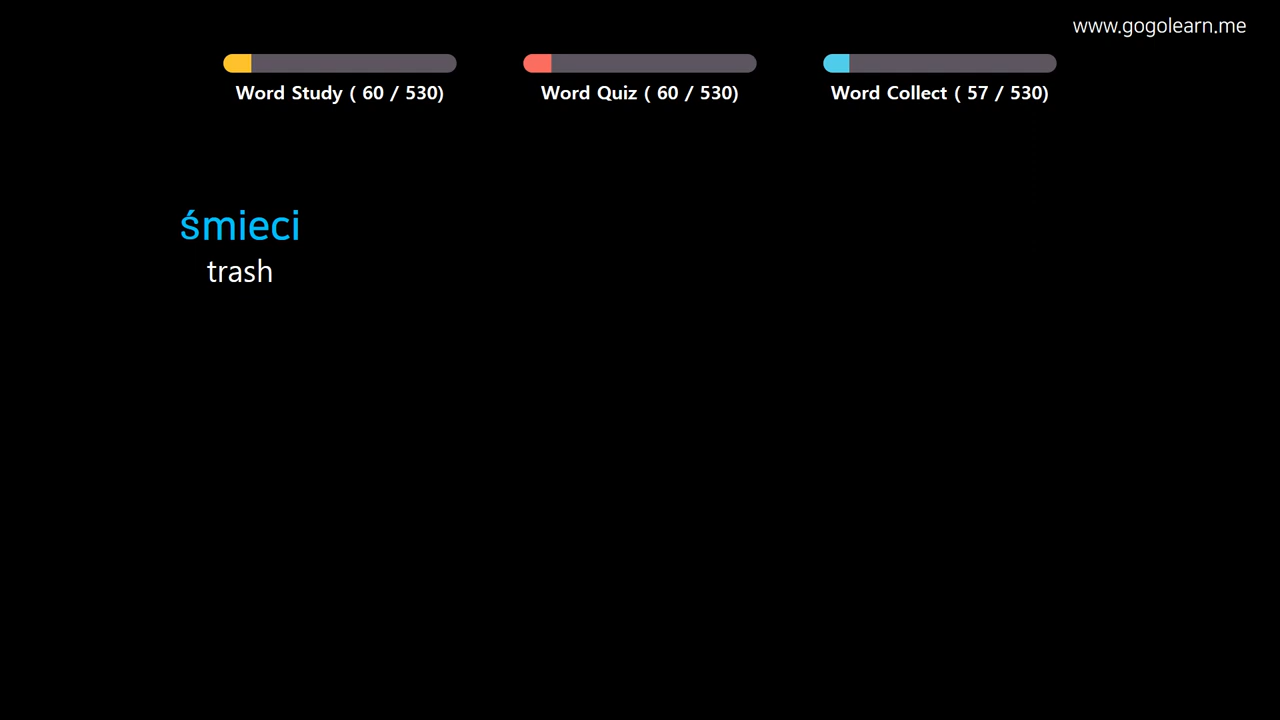 www.gogolearn.me
Word Study ( 60 / 530)
Word Quiz ( 60 / 530)
Word Collect ( 57 / 530)
śmieci
trash